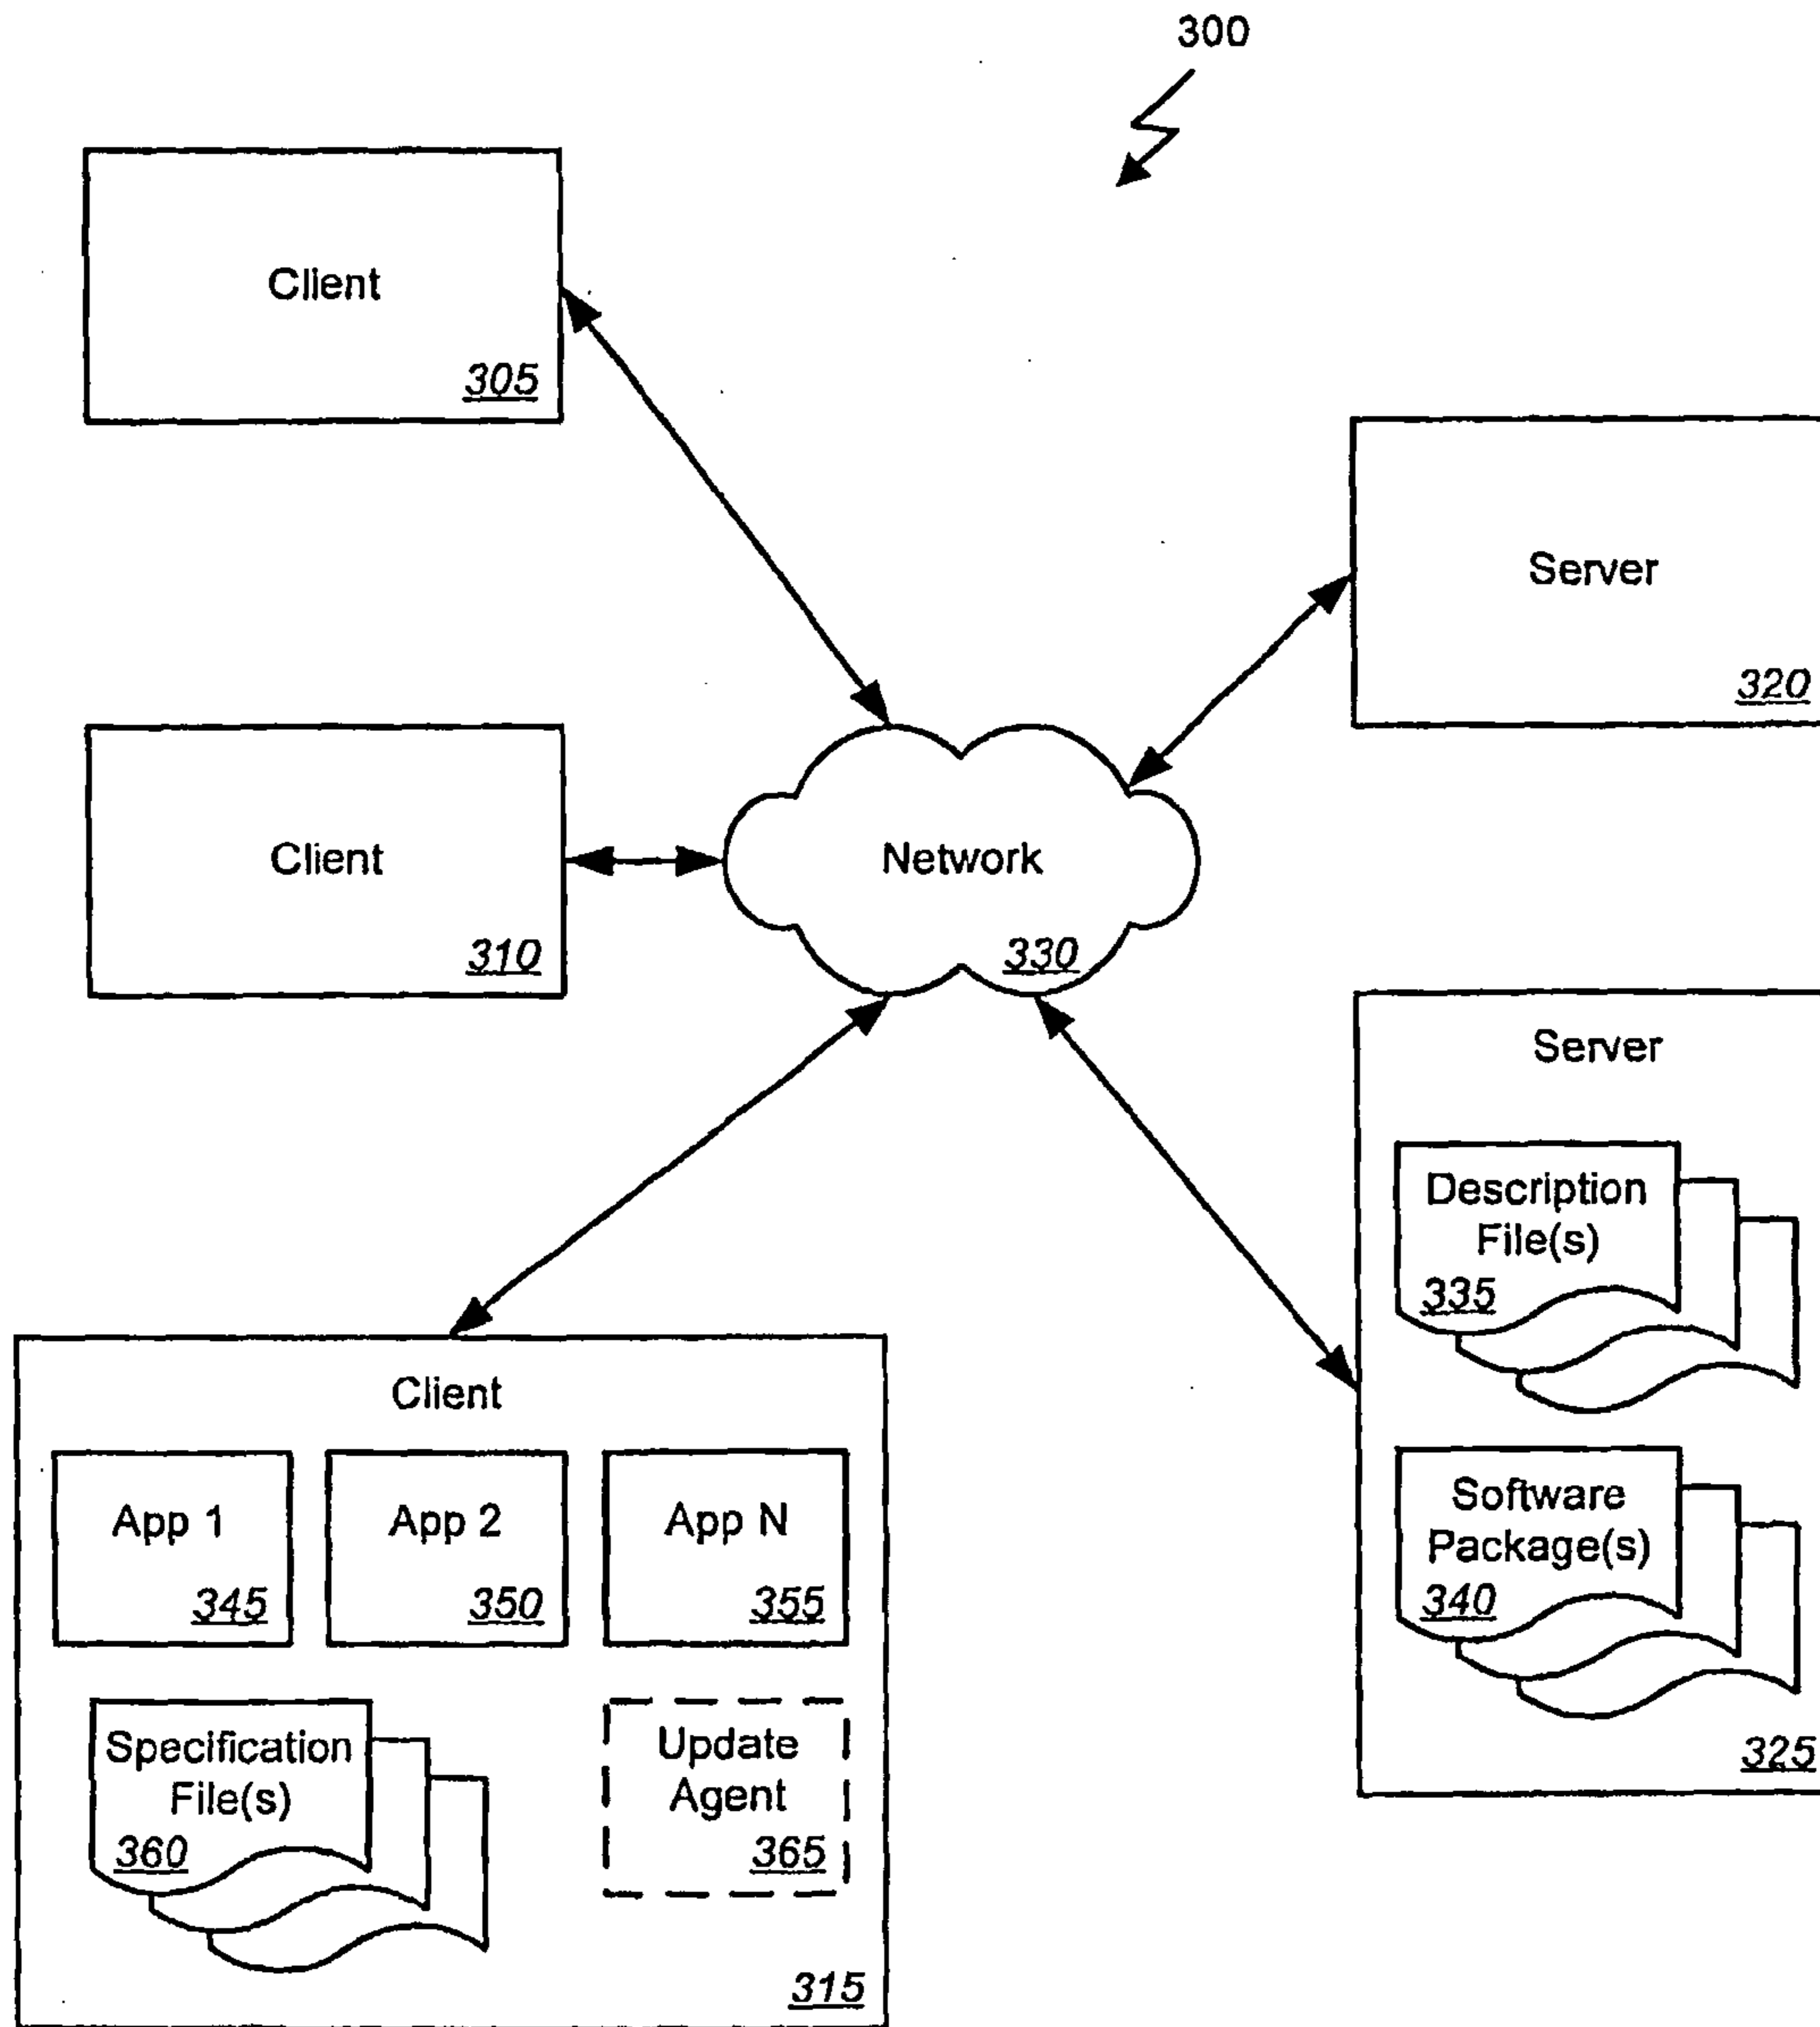 300
Client
305
Server
320
Client
310
Network
330
Server
Description
File(s)
335
Software
Package(s)
340
325
Client
App 1
345
App 2
350
App N
355
Specification
File(s)
360
Update
Agent
365
315